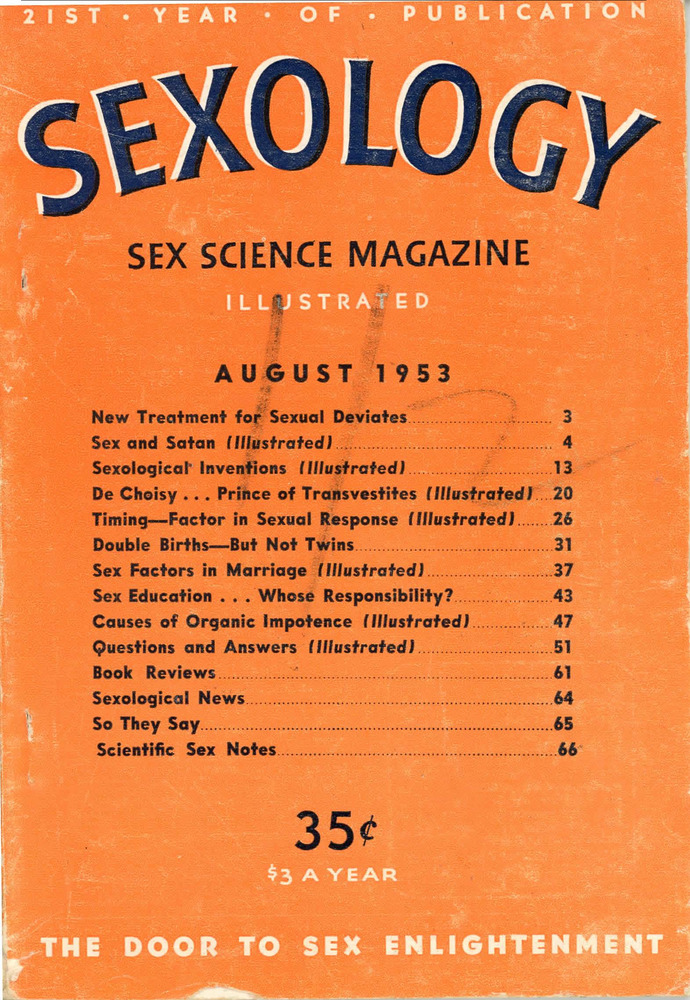 21ST · YEAR · OF · PUBLICATION
SEXOLOGY
SEX SCIENCE MAGAZINE
ILLUSTRATED
AUGUST 1953
New Treatment for Sexual Deviates 3
Sex and Satan (Illustrated) 4
Sexological Inventions (Illustrated) 13
De Choisy . . . Prince of Transvestites (Illustrated) 20
Timing—Factor in Sexual Response (Illustrated) 26
Double Births—But Not Twins 31
Sex Factors in Marriage (Illustrated) 37
Sex Education . . . Whose Responsibility? 43
Causes of Organic Impotence (Illustrated) 47
Questions and Answers (Illustrated) 51
Book Reviews 61
Sexological News 64
So They Say 65
Scientific Sex Notes 66
35¢
$3 A YEAR
THE DOOR TO SEX ENLIGHTENMENT